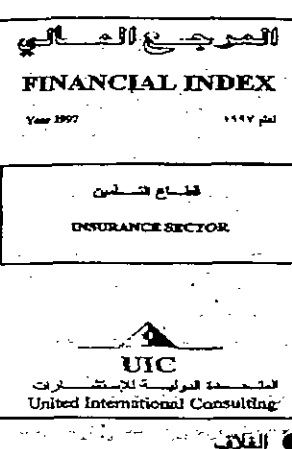 المرجع المالي
FINANCIAL INDEX
Year 1997 لعام ١٩٩٧
قطاع التأمين
INSURANCE SECTOR
UIC
المتحدة الدولية للإستشارات
United International Consulting
الغلاف